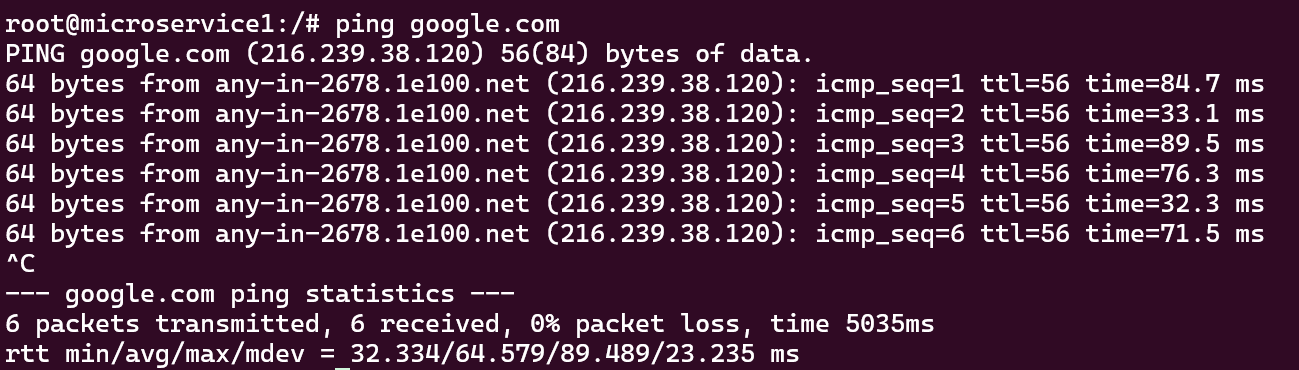 root@microservice1:/# ping google.com
PING google.com (216.239.38.120) 56(84) bytes of data.
64 bytes from any-in-2678.1e100.net (216.239.38.120): icmp_seq=1 ttl=56 time=84.7 ms
64 bytes from any-in-2678.1e100.net (216.239.38.120): icmp_seq=2 ttl=56 time=33.1 ms
64 bytes from any-in-2678.1e100.net (216.239.38.120): icmp_seq=3 ttl=56 time=89.5 ms
64 bytes from any-in-2678.1e100.net (216.239.38.120): icmp_seq=4 ttl=56 time=76.3 ms
64 bytes from any-in-2678.1e100.net (216.239.38.120): icmp_seq=5 ttl=56 time=32.3 ms
64 bytes from any-in-2678.1e100.net (216.239.38.120): icmp_seq=6 ttl=56 time=71.5 ms
^C
--- google.com ping statistics ---
6 packets transmitted, 6 received, 0% packet loss, time 5035ms
rtt min/avg/max/mdev = 32.334/64.579/89.489/23.235 ms